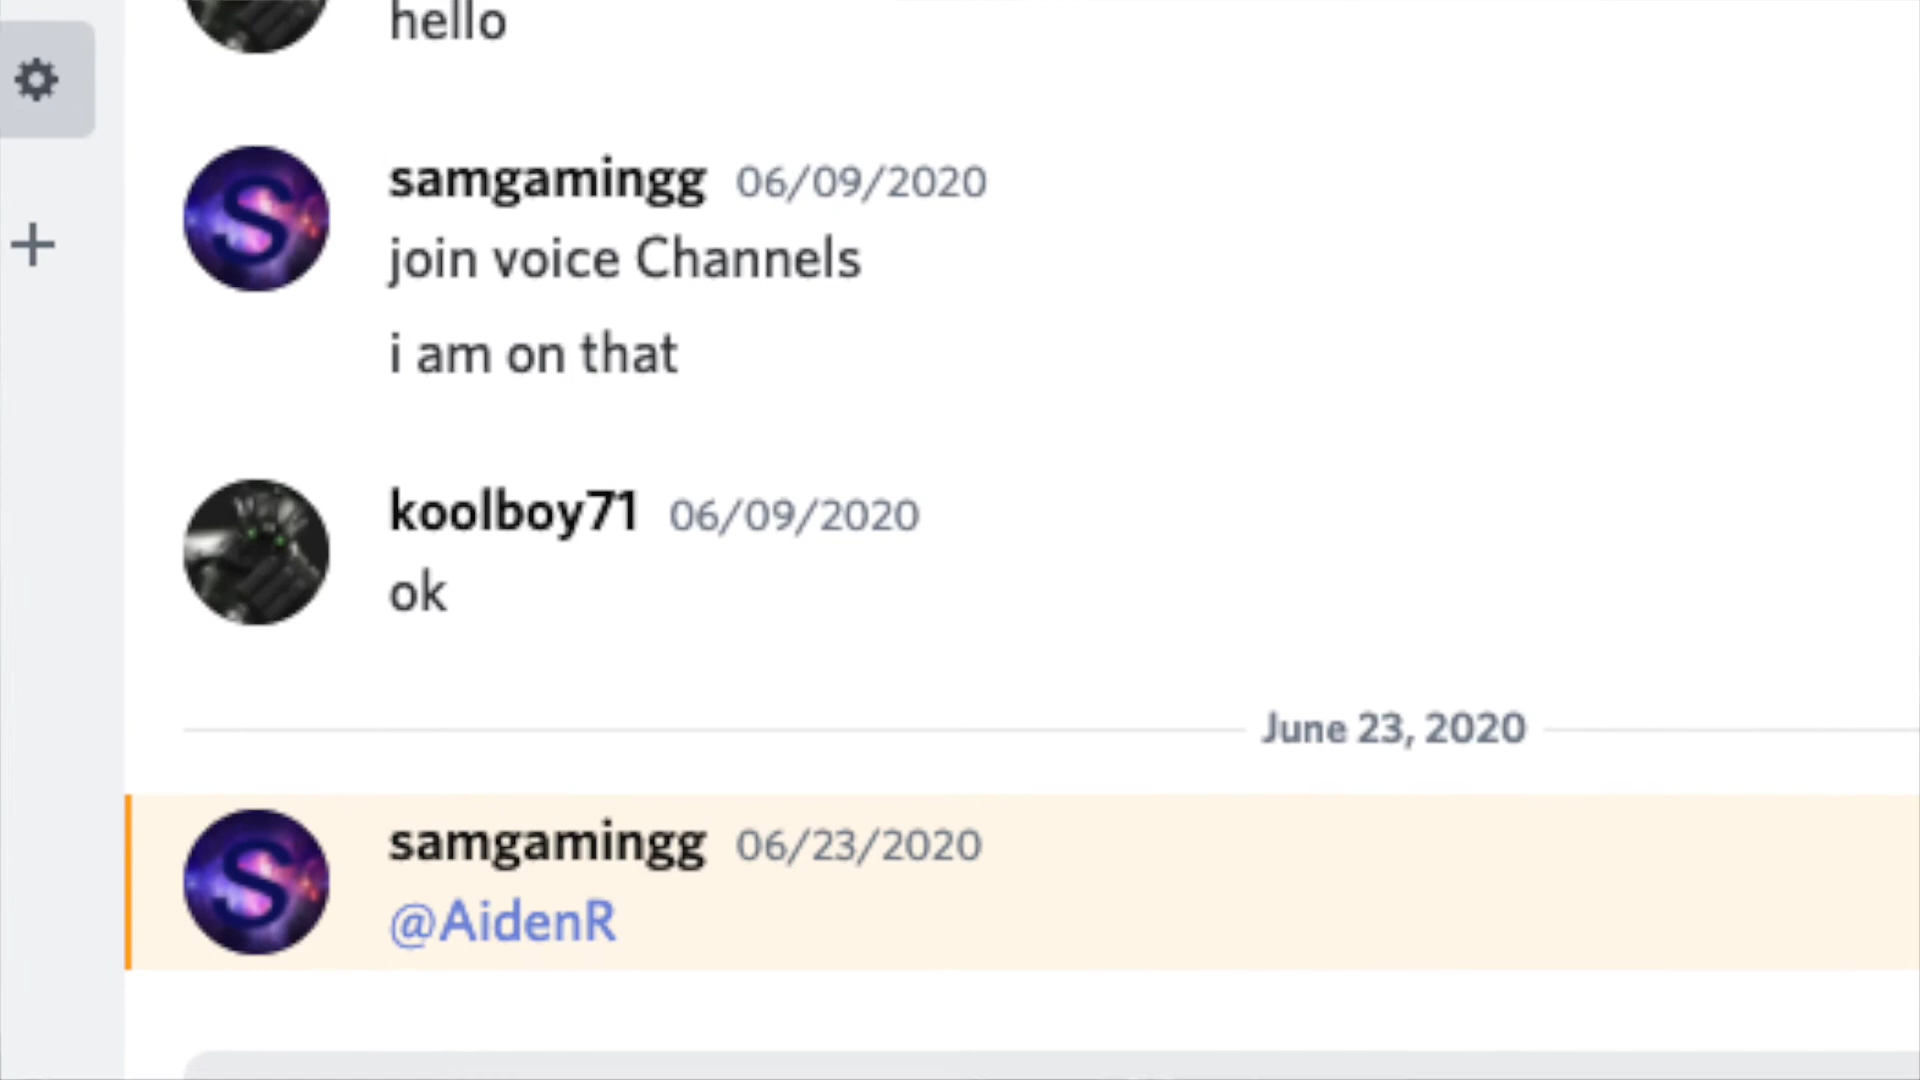 hello
samgamingg 06/09/2020
join voice Channels
i am on that
koolboy71 06/09/2020
ok
June 23, 2020
S
samgamingg 06/23/2020
@AidenR